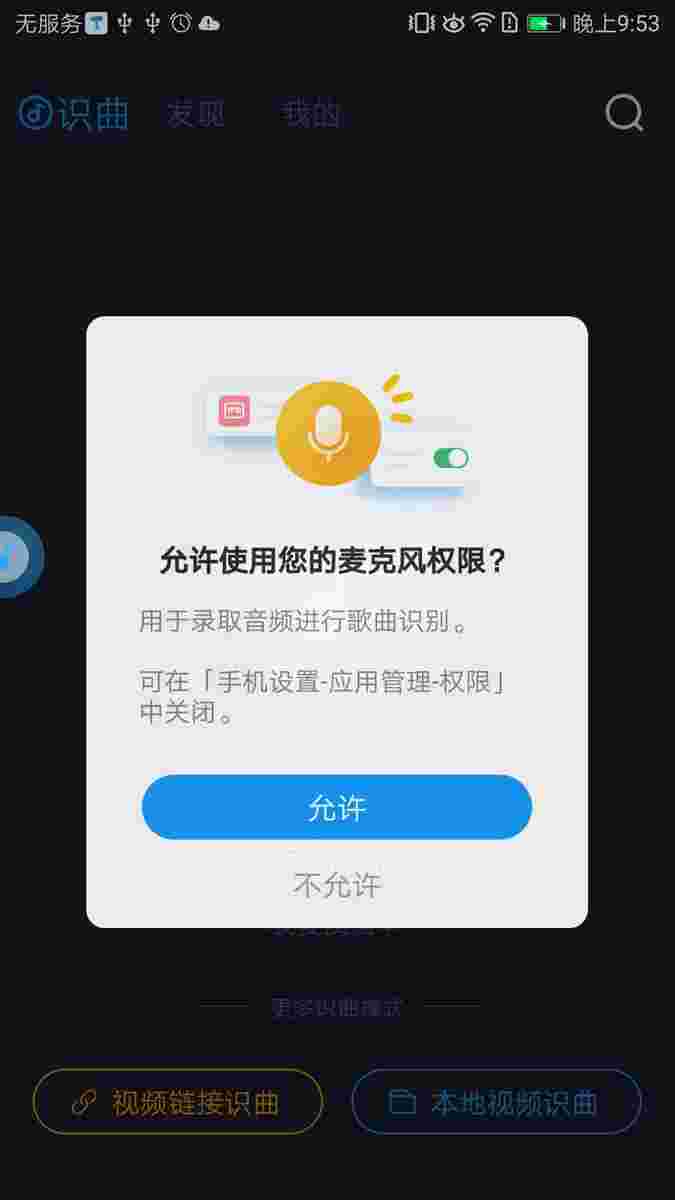 无服务 晚上9:53
识曲 发现 我的
允许使用您的麦克风权限？
用于录取音频进行歌曲识别。
可在「手机设置-应用管理-权限」
中关闭。
允许
不允许
更多识曲模式
视频链接识曲 本地视频识曲